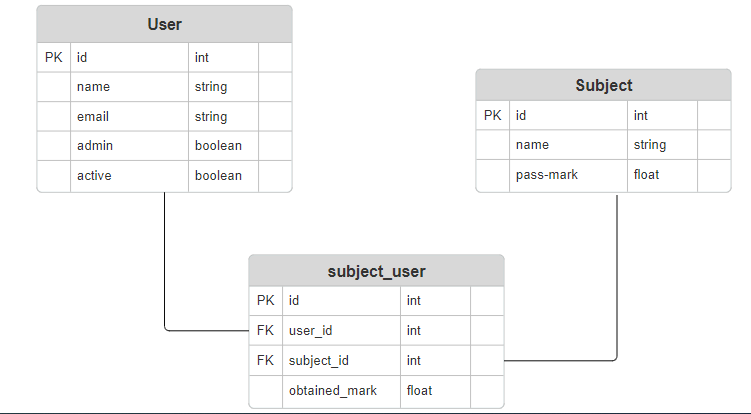 User
PK id int
name string
email string
admin boolean
active boolean
Subject
PK id int
name string
pass-mark float
subject_user
PK id int
FK user_id int
FK subject_id int
obtained_mark float